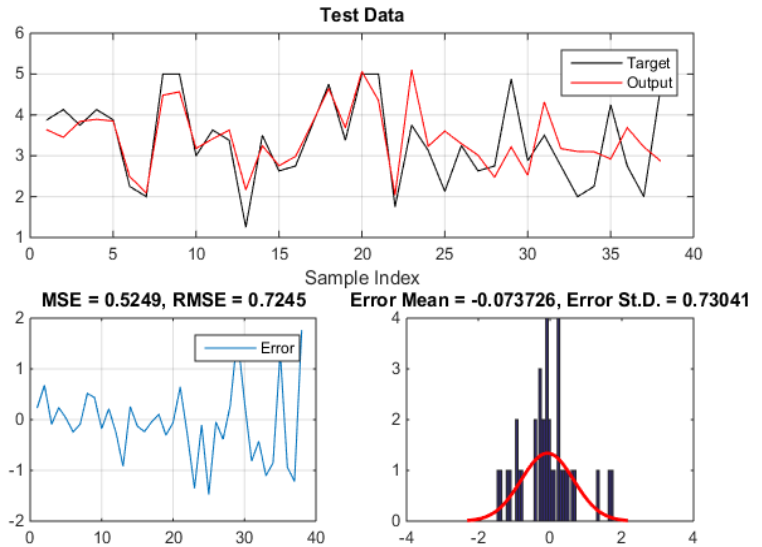 Test Data
6
5
4
3
2
1
Target
Output
0 5 10 15 20 25 30 35 40
Sample Index
MSE = 0.5249, RMSE = 0.7245
2
1
0
-1
-2
Error
0 10 20 30 40
Error Mean = -0.073726, Error St.D. = 0.73041
4
3
2
1
0
-4 -2 0 2 4